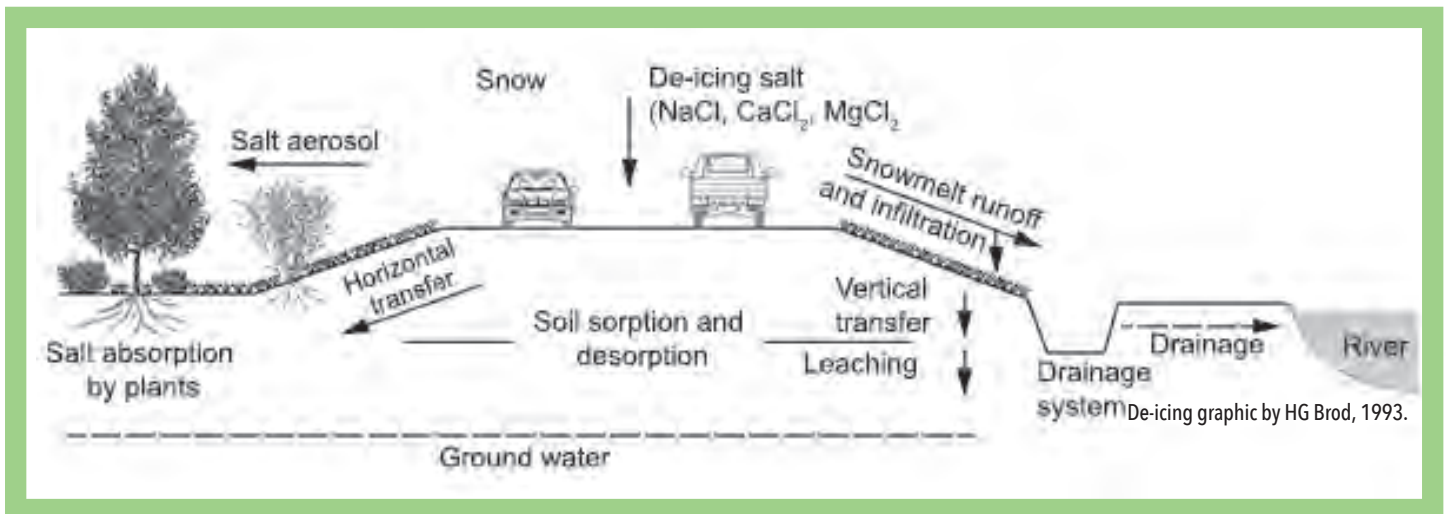 Snow
De-icing salt
(NaCl, CaCl₂, MgCl₂
Salt aerosol
Snowmelt runoff
and infiltration
Horizontal
transfer
Vertical
transfer
Soil sorption and
desorption
Leaching
Salt absorption
by plants
Drainage
River
Drainage
system
De-icing graphic by HG Brod, 1993.
Ground water